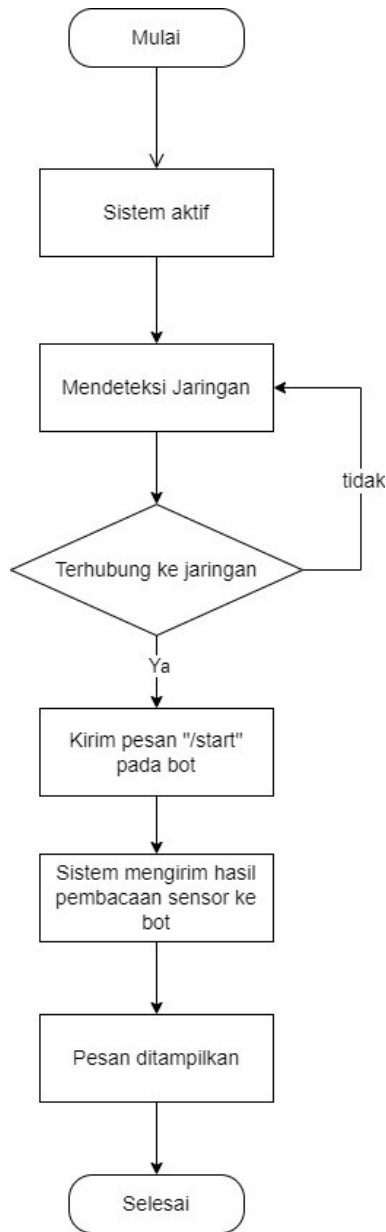 Mulai
Sistem aktif
Mendeteksi Jaringan
tidak
Terhubung ke jaringan
Ya
Kirim pesan "/start"
pada bot
Sistem mengirim hasil
pembacaan sensor ke
bot
Pesan ditampilkan
Selesai